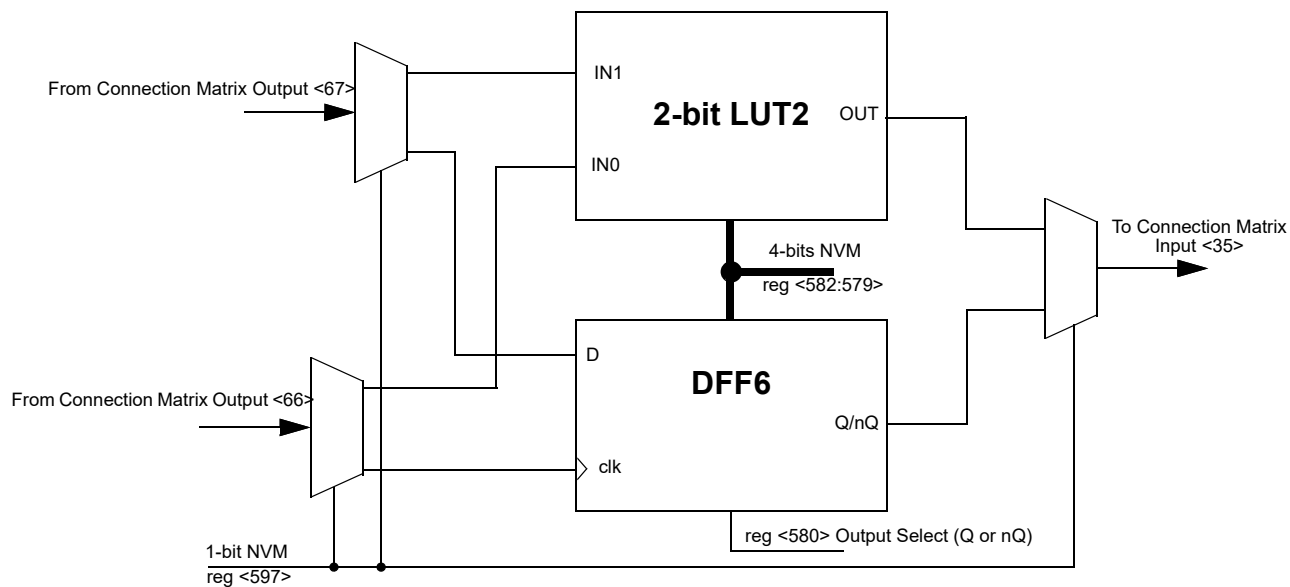 From Connection Matrix Output <67>
IN1
2-bit LUT2
OUT
IN0
To Connection Matrix
Input <35>
4-bits NVM
reg <582:579>
D
DFF6
From Connection Matrix Output <66>
Q/nQ
clk
reg <580> Output Select (Q or nQ)
1-bit NVM
reg <597>